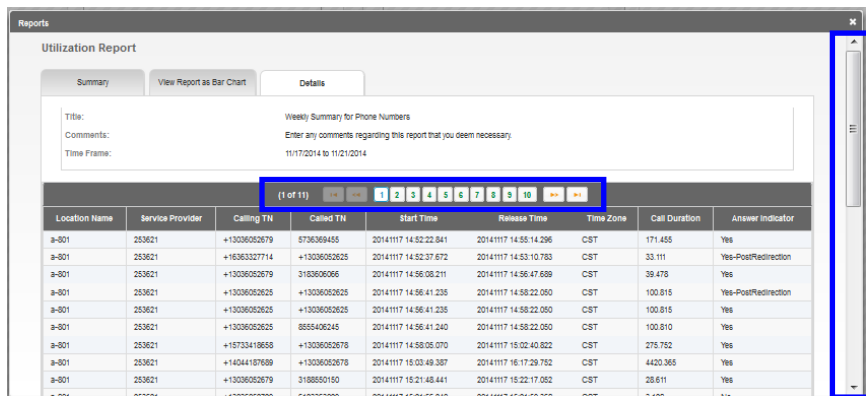 Reports
Utilization Report
Summary View Report as Bar Chart Details
Title: Weekly Summary for Phone Numbers
Comments: Enter any comments regarding this report that you deem necessary.
Time Frame: 11/17/2014 to 11/21/2014
(1 of 11) 1 2 3 4 5 6 7 8 9 10
Location Name Service Provider Calling TN Called TN Start Time Release Time Time Zone Call Duration Answer Indicator
a-801 253621 +13036052679 5736369455 20141117 14:52:22.841 20141117 14:55:14.296 CST 171.455 Yes
a-801 253621 +16363327714 +13036052625 20141117 14:52:37.672 20141117 14:53:10.783 CST 33.111 Yes-PostRedirection
a-801 253621 +13036052679 3183606066 20141117 14:56:08.211 20141117 14:56:47.689 CST 39.478 Yes
a-801 253621 +13036052625 +13036052625 20141117 14:56:41.235 20141117 14:58:22.050 CST 100.815 Yes-PostRedirection
a-801 253621 +13036052625 +13036052625 20141117 14:56:41.235 20141117 14:58:22.050 CST 100.815 Yes
a-801 253621 +13036052625 8555406245 20141117 14:56:41.240 20141117 14:58:22.050 CST 100.810 Yes
a-801 253621 +15733418658 +13036052678 20141117 14:58:05.070 20141117 15:02:40.822 CST 275.752 Yes
a-801 253621 +14044187689 +13036052678 20141117 15:03:49.387 20141117 16:17:29.752 CST 4420.365 Yes
a-801 253621 +13036052679 3188550150 20141117 15:21:48.441 20141117 15:22:17.052 CST 28.611 Yes